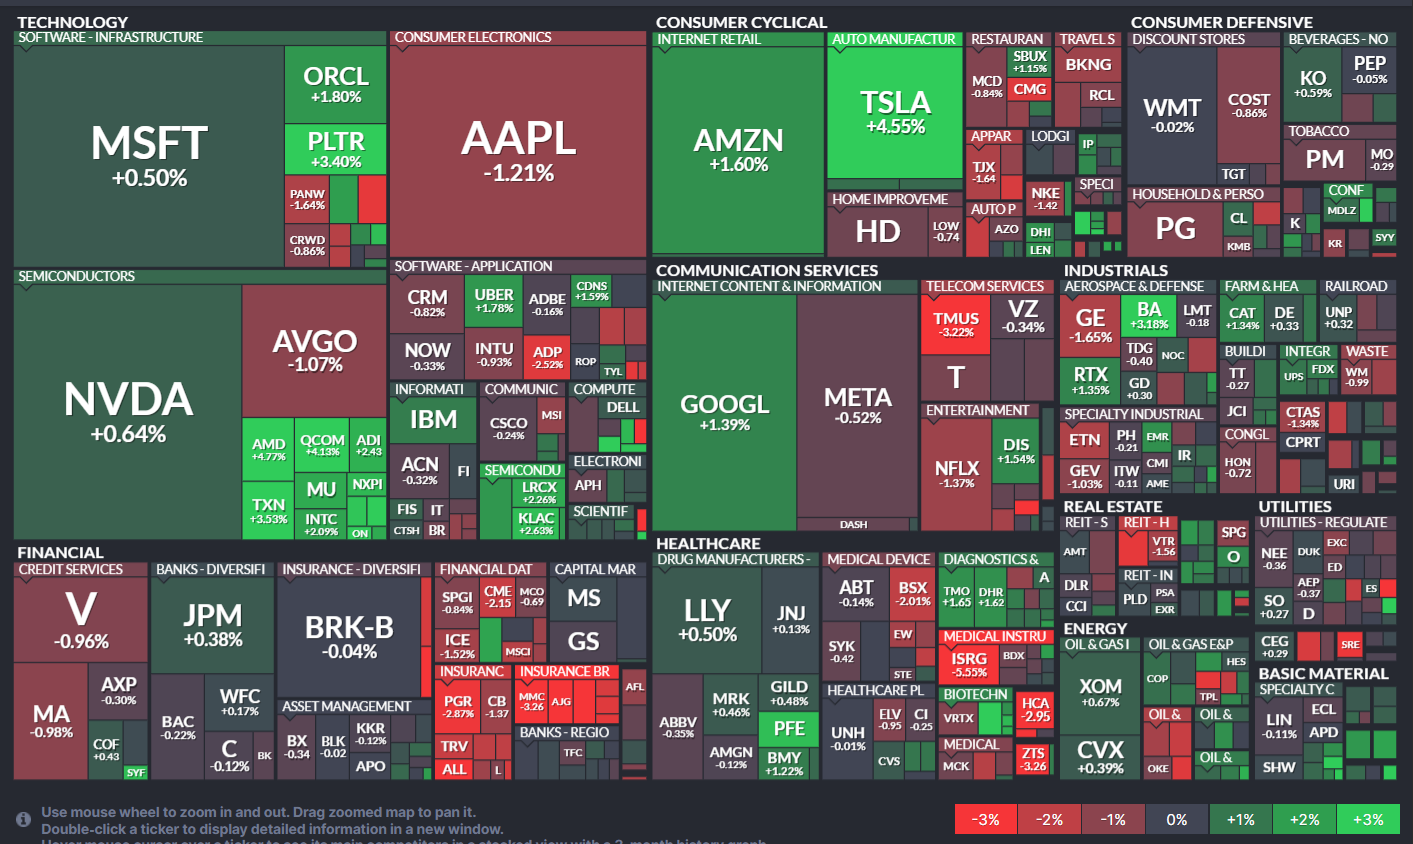 TECHNOLOGY
SOFTWARE - INFRASTRUCTURE
MSFT
+0.50%
ORCL
+1.80%
PLTR
+3.40%
PANW
-1.64%
CRWD
-0.86%
CONSUMER ELECTRONICS
AAPL
-1.21%
SEMICONDUCTORS
NVDA
+0.64%
AVGO
-1.07%
AMD
+4.77%
QCOM
+4.13%
ADI
+2.43
TXN
+3.53%
MU
NXPI
INTC
+2.09%
ON
SOFTWARE - APPLICATION
CRM
-0.82%
UBER
+1.78%
ADBE
-0.16%
CDNS
+1.59%
NOW
-0.33%
INTU
-0.93%
ADP
-2.52%
ROP
TYL
INFORMATI
IBM
ACN
-0.32%
FI
FIS
IT
CTSH
BR
COMMUNIC
CSCO
-0.24%
MSI
COMPUTE
DELL
SEMICONDU
LRCX
+2.26%
KLAC
+2.63%
ELECTRONI
APH
SCIENTIF
CONSUMER CYCLICAL
INTERNET RETAIL
AMZN
+1.60%
AUTO MANUFACTUR
TSLA
+4.55%
HOME IMPROVEME
HD
LOW
-0.74
RESTAURAN
MCD
-0.84%
SBUX
+1.15%
CMG
TRAVEL S
BKNG
RCL
APPAR
TJX
-1.64
LODGI
IP
NKE
-1.42
SPECI
AUTO P
AZO
DHI
LEN
CONSUMER DEFENSIVE
DISCOUNT STORES
WMT
-0.02%
COST
-0.86%
TGT
BEVERAGES - NO
KO
+0.59%
PEP
-0.05%
TOBACCO
PM
MO
-0.29
HOUSEHOLD & PERSO
PG
CL
KMB
K
CONF
MDLZ
KR
SYY
COMMUNICATION SERVICES
INTERNET CONTENT & INFORMATION
GOOGL
+1.39%
META
-0.52%
DASH
TELECOM SERVICES
TMUS
-3.22%
VZ
-0.34%
T
ENTERTAINMENT
NFLX
-1.37%
DIS
+1.54%
INDUSTRIALS
AEROSPACE & DEFENSE
GE
-1.65%
BA
+3.18%
LMT
-0.18
RTX
+1.35%
TDG
-0.40
NOC
GD
+0.30
FARM & HEA
CAT
+1.34%
DE
+0.33
RAILROAD
UNP
+0.32
SPECIALTY INDUSTRIAL
ETN
PH
-0.21
EMR
IR
GEV
-1.03%
ITW
-0.11
CMI
AME
BUILDI
TT
-0.27
JCI
INTEGR
UPS
FDX
WASTE
WM
-0.99
CTAS
-1.34%
CPRT
CONGL
HON
-0.72
URI
FINANCIAL
CREDIT SERVICES
V
-0.96%
MA
-0.98%
AXP
-0.30%
COF
+0.43
SYF
BANKS - DIVERSIFI
JPM
+0.38%
BAC
-0.22%
WFC
+0.17%
C
-0.12%
BK
INSURANCE - DIVERSIFI
BRK-B
-0.04%
ASSET MANAGEMENT
BX
-0.34
BLK
-0.02
KKR
-0.12%
APO
FINANCIAL DAT
SPGI
-0.84%
CME
-2.15
MCO
-0.69
ICE
-1.52%
MSCI
CAPITAL MAR
MS
GS
INSURANC
PGR
-2.87%
CB
-1.37
TRV
ALL
L
INSURANCE BR
MMC
-3.26
AJG
AFL
BANKS - REGIO
TFC
HEALTHCARE
DRUG MANUFACTURERS -
LLY
+0.50%
JNJ
+0.13%
ABBV
-0.35%
MRK
+0.46%
GILD
+0.48%
PFE
AMGN
-0.12%
BMY
+1.22%
MEDICAL DEVICE
ABT
-0.14%
BSX
-2.01%
SYK
-0.42
EW
STE
DIAGNOSTICS &
TMO
+1.65
DHR
+1.62
A
MEDICAL INSTRU
ISRG
-5.55%
BDX
HEALTHCARE PL
UNH
-0.01%
ELV
-0.95
CI
-0.25
CVS
BIOTECHN
VRTX
HCA
-2.95
MEDICAL
MCK
ZTS
-3.26
REAL ESTATE
REIT - S
AMT
DLR
CCI
REIT - H
VTR
-1.56
SPG
O
REIT - IN
PLD
PSA
EXR
UTILITIES
UTILITIES - REGULATE
NEE
-0.36
DUK
EXC
ED
AEP
-0.37
ES
SO
+0.27
D
CEG
+0.29
SRE
ENERGY
OIL & GAS I
XOM
+0.67%
CVX
+0.39%
OIL & GAS E&P
COP
HES
TPL
OIL &
OKE
OIL &
OIL &
BASIC MATERIAL
SPECIALTY C
LIN
-0.11%
ECL
APD
SHW
Use mouse wheel to zoom in and out. Drag zoomed map to pan it.
Double-click a ticker to display detailed information in a new window.
-3%
-2%
-1%
0%
+1%
+2%
+3%